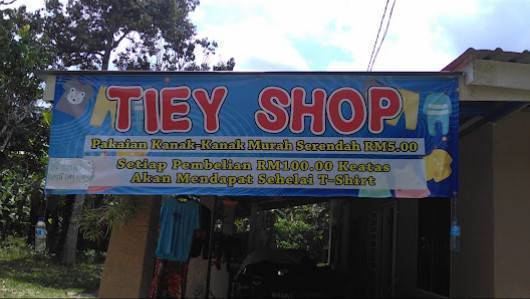 TIEY SHOP
Pakaian Kanak-Kanak Murah Serendah RM5.00
Setiap Pembelian RM100.00 Keatas
Akan Mendapat Sehelai T-Shirt